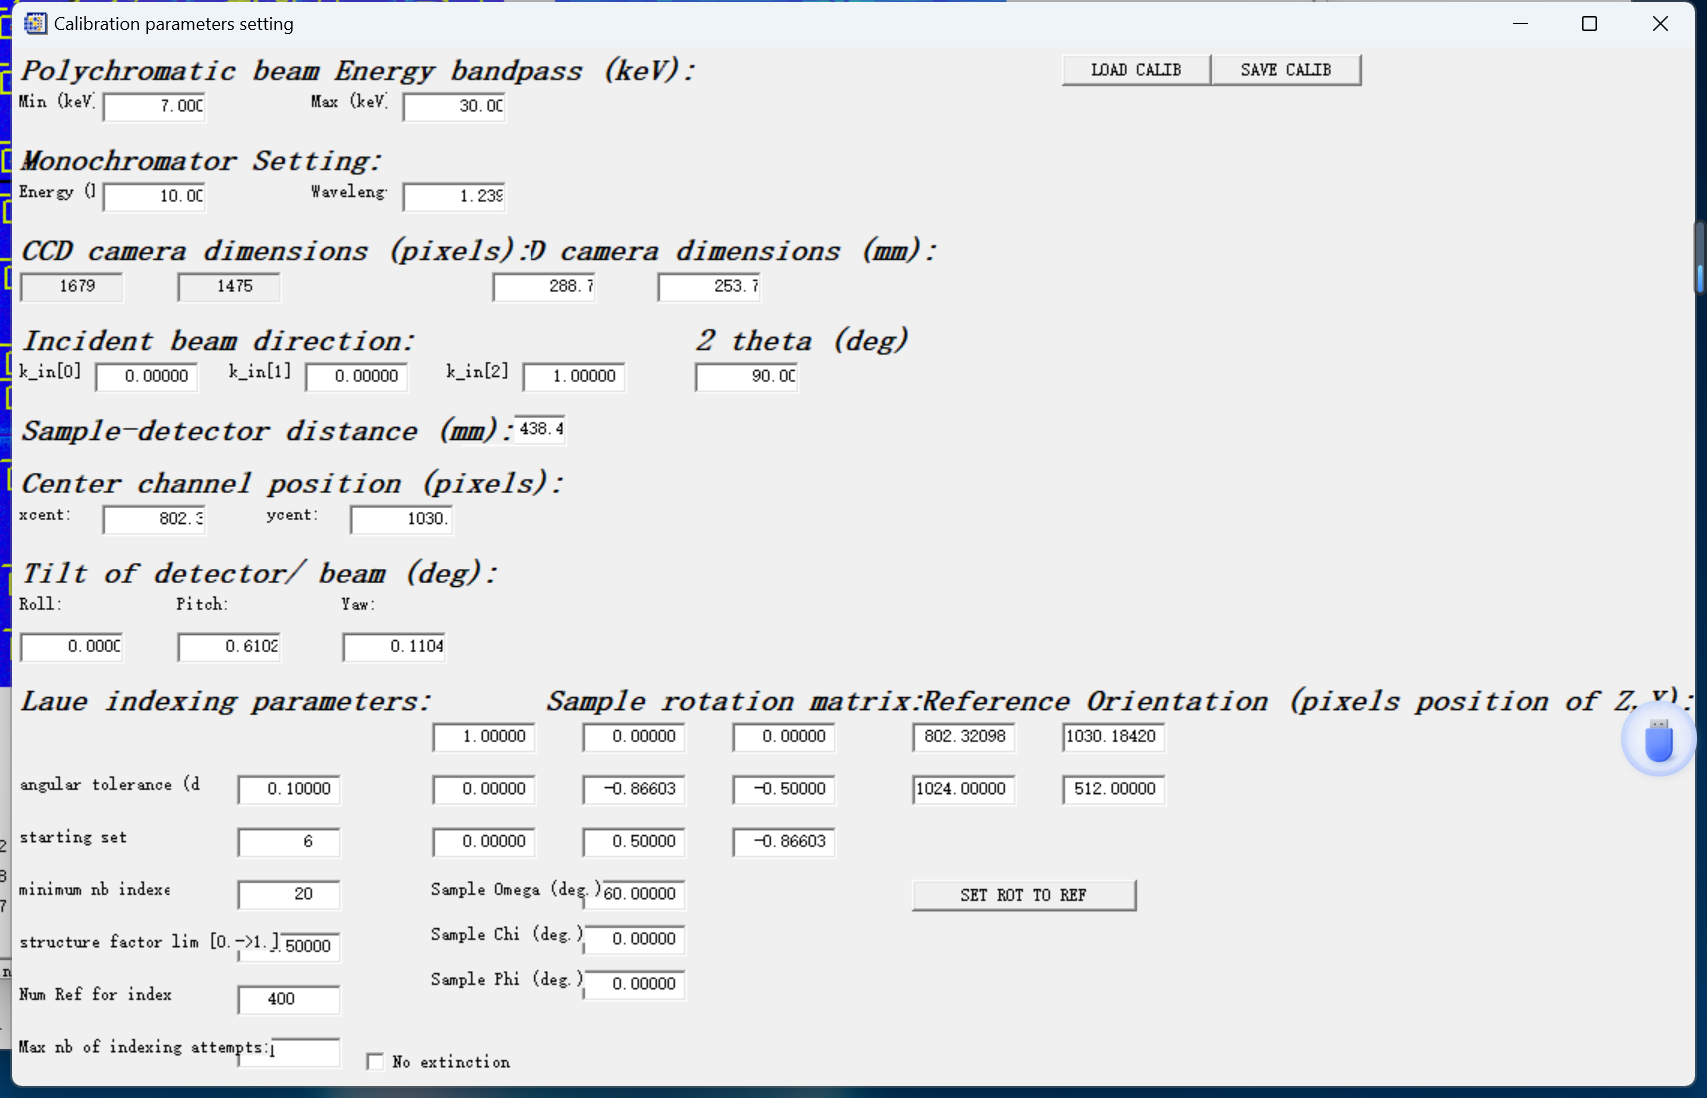 Calibration parameters setting
Polychromatic beam Energy bandpass (keV):
LOAD CALIB SAVE CALIB
Min (keV) 7.000 Max (keV) 30.00
Monochromator Setting:
Energy ( 10.00 Waveleng 1.239
CCD camera dimensions (pixels): D camera dimensions (mm):
1679 1475 288.7 253.7
Incident beam direction: 2 theta (deg)
k_in[0] 0.00000 k_in[1] 0.00000 k_in[2] 1.00000 90.00
Sample-detector distance (mm): 438.4
Center channel position (pixels):
xcent: 802.3 ycent: 1030.
Tilt of detector/ beam (deg):
Roll: Pitch: Yaw:
0.0000 0.6102 0.1104
Laue indexing parameters: Sample rotation matrix: Reference Orientation (pixels position of Z,Y):
1.00000 0.00000 0.00000 802.32098 1030.18420
angular tolerance (d 0.10000 0.00000 -0.86603 -0.50000 1024.00000 512.00000
starting set 6 0.00000 0.50000 -0.86603
minimum nb indexe 20 Sample Omega (deg.) 60.00000 SET ROT TO REF
structure factor lim [0.->1.] .50000 Sample Chi (deg.) 0.00000
Num Ref for index 400 Sample Phi (deg.) 0.00000
Max nb of indexing attempts:
No extinction